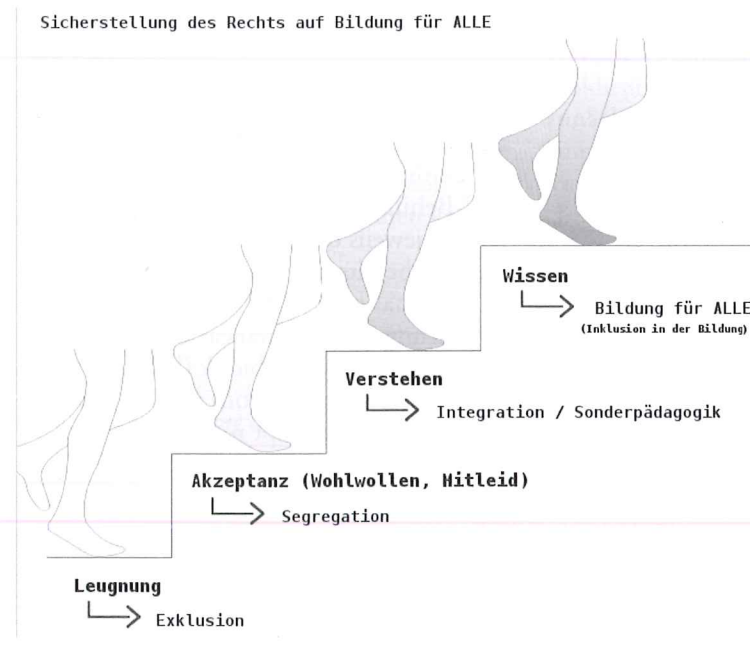 Sicherstellung des Rechts auf Bildung für ALLE
Wissen
Bildung für ALLE
(Inklusion in der Bildung)
Verstehen
Integration / Sonderpädagogik
Akzeptanz (Wohlwollen, Mitleid)
Segregation
Leugnung
Exklusion